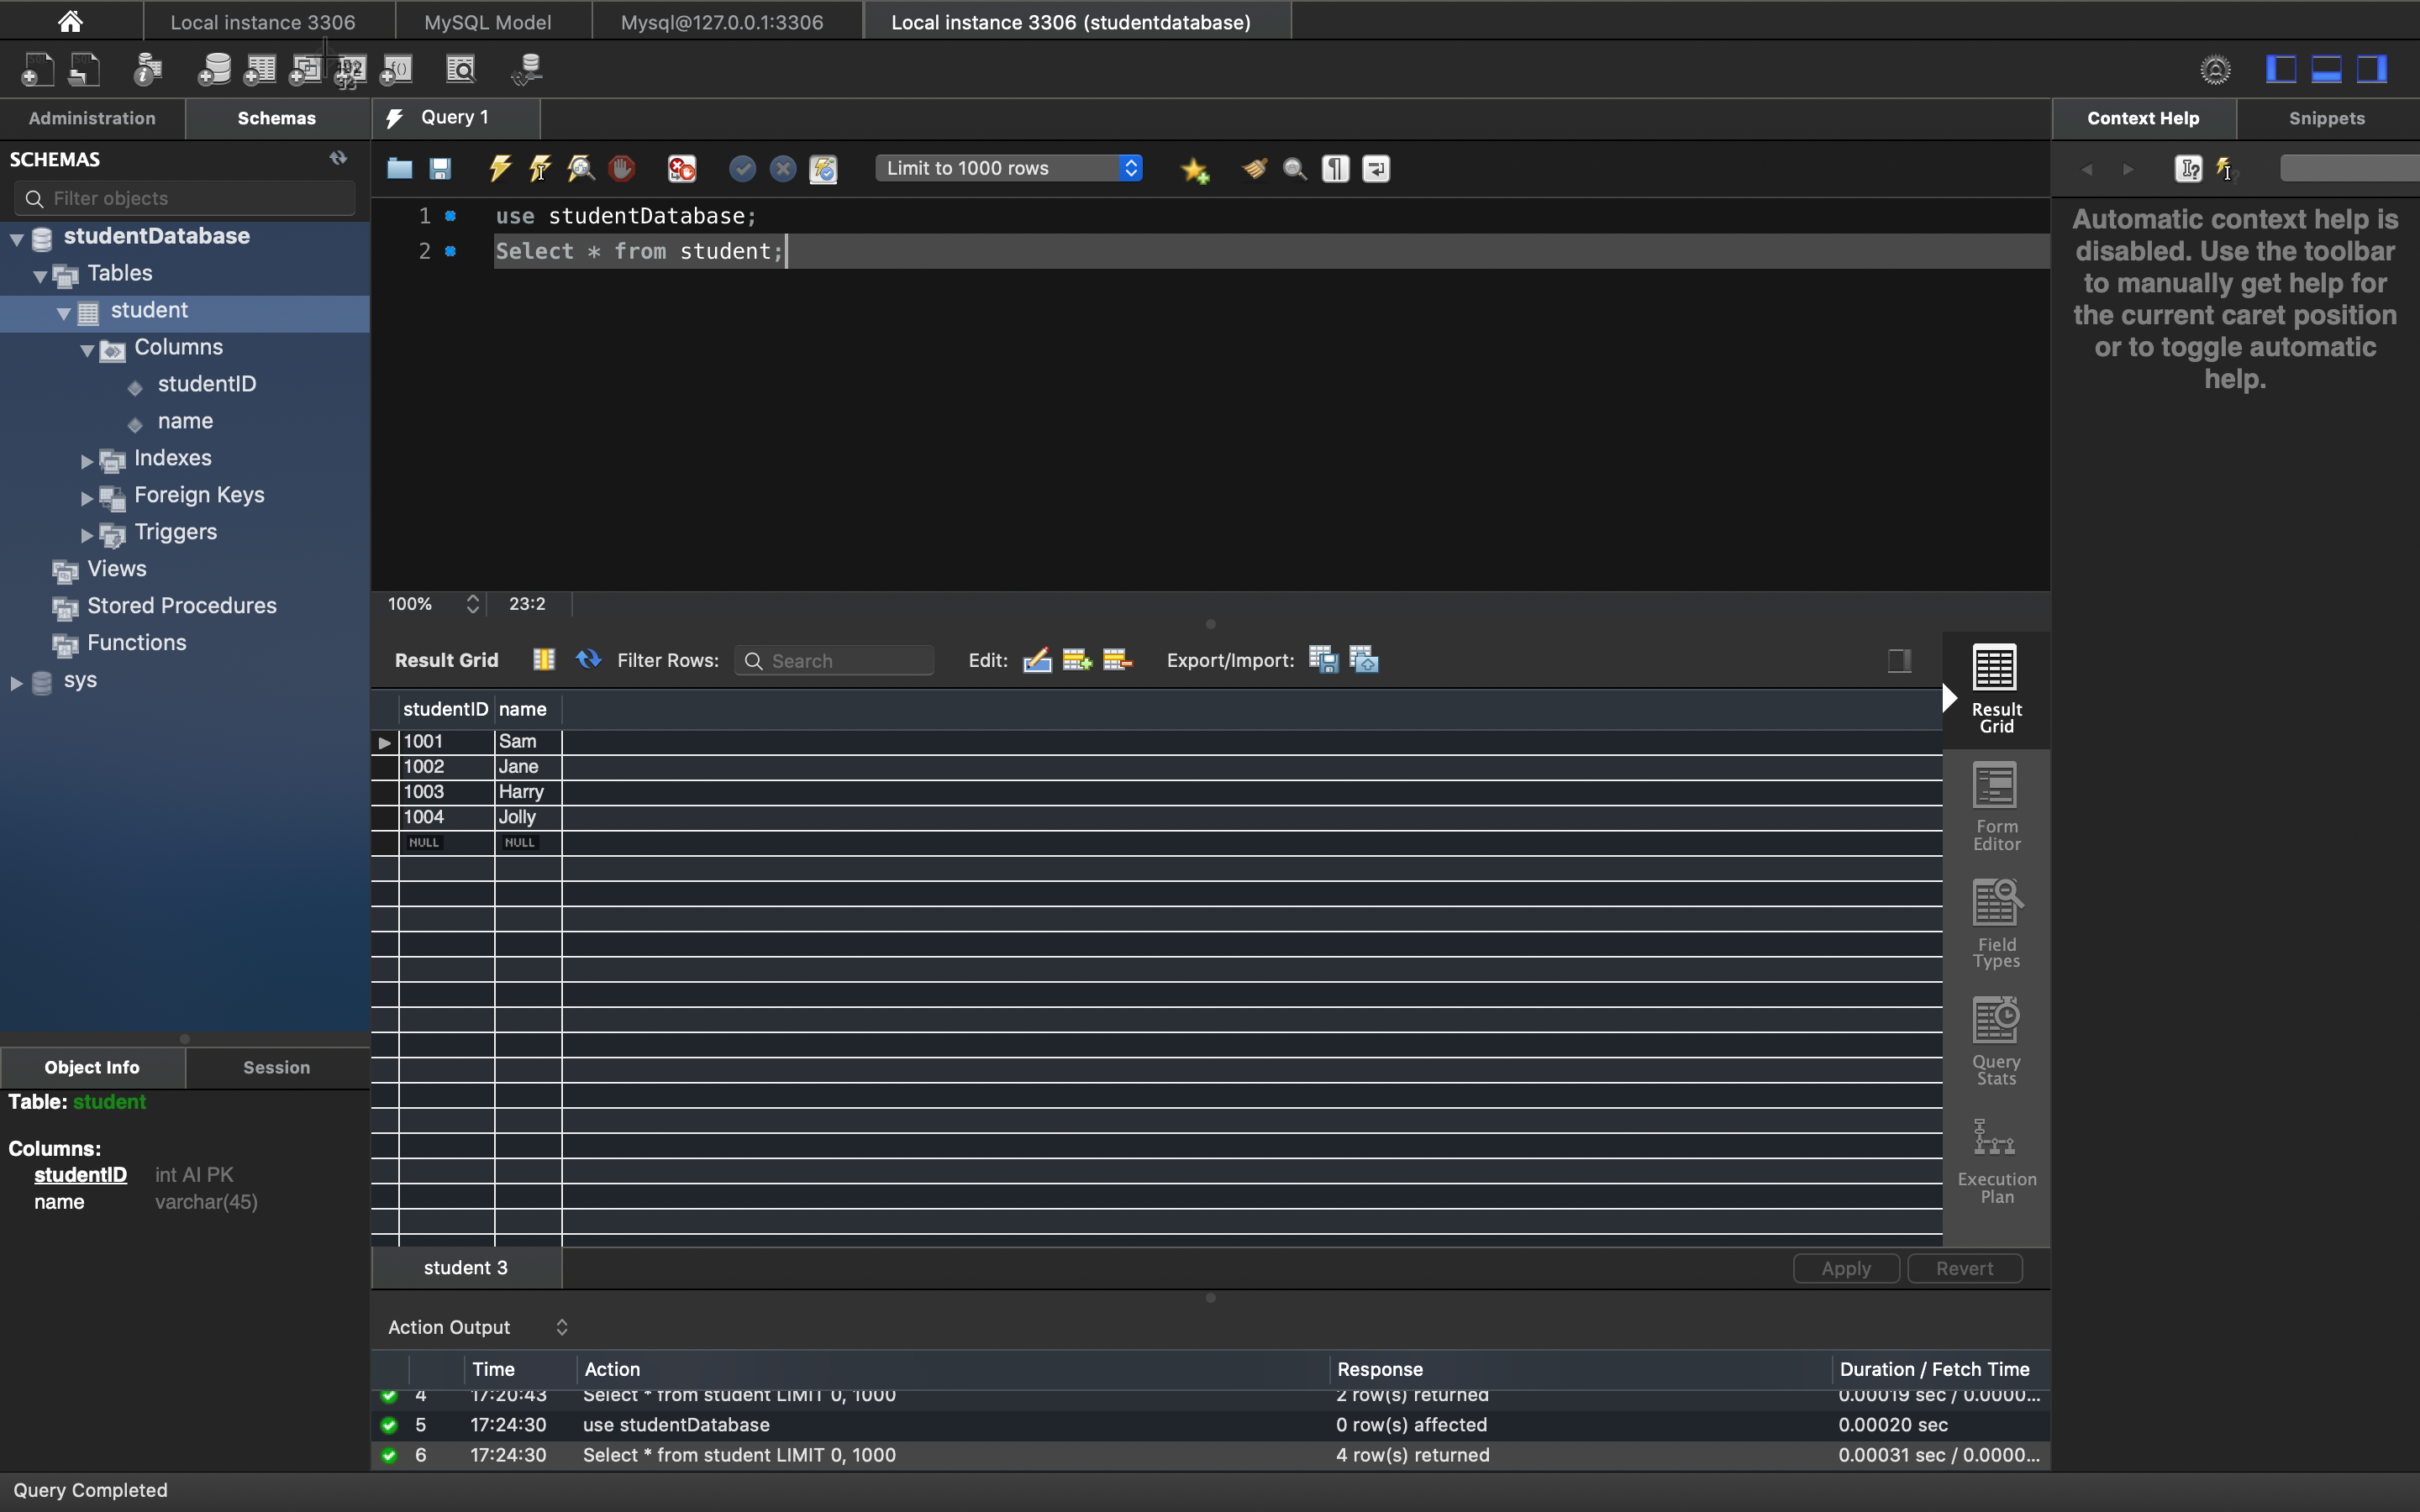 Local instance 3306
MySQL Model
Mysql@127.0.0.1:3306
Local instance 3306 (studentdatabase)
Administration
Schemas
Query 1
Context Help
Snippets
SCHEMAS
Filter objects
Limit to 1000 rows
studentDatabase
Tables
student
Columns
studentID
name
Indexes
Foreign Keys
Triggers
Views
Stored Procedures
Functions
sys
1 use studentDatabase;
2 Select * from student;
Automatic context help is
disabled. Use the toolbar
to manually get help for
the current caret position
or to toggle automatic
help.
100% 23:2
Result Grid
Filter Rows:
Search
Edit:
Export/Import:
studentID name
1001 Sam
1002 Jane
1003 Harry
1004 Jolly
NULL NULL
Result
Grid
Form
Editor
Field
Types
Query
Stats
Execution
Plan
Object Info
Session
Table: student
Columns:
studentID int AI PK
name varchar(45)
student 3
Apply
Revert
Action Output
Time Action Response Duration / Fetch Time
4 17:20:43 Select * from student LIMIT 0, 1000 2 row(s) returned 0.00019 sec / 0.0000...
5 17:24:30 use studentDatabase 0 row(s) affected 0.00020 sec
6 17:24:30 Select * from student LIMIT 0, 1000 4 row(s) returned 0.00031 sec / 0.0000...
Query Completed